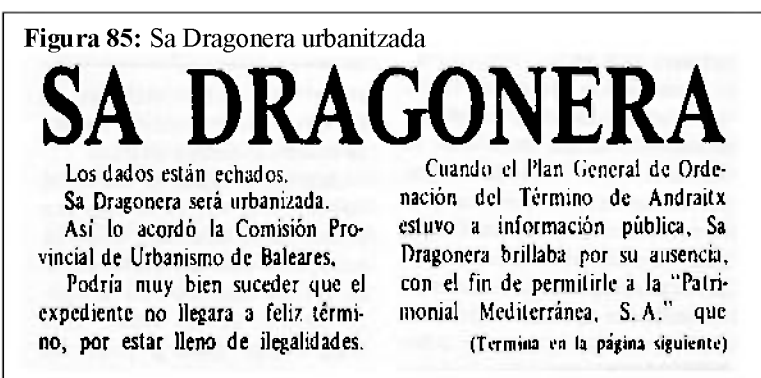 Figura 85: Sa Dragonera urbanitzada
SA DRAGONERA
Los dados están echados.
Sa Dragonera será urbanizada.
Así lo acordó la Comisión Pro-
vincial de Urbanismo de Baleares.
Podría muy bien suceder que el
expediente no llegara a feliz térmi-
no, por estar lleno de ilegalidades.
Cuando el Plan General de Orde-
nación del Término de Andraitx
estuvo a información pública, Sa
Dragonera brillaba por su ausencia,
con el fin de permitirle a la "Patri-
monial Mediterránea, S.A." que
(Termina en la página siguiente)